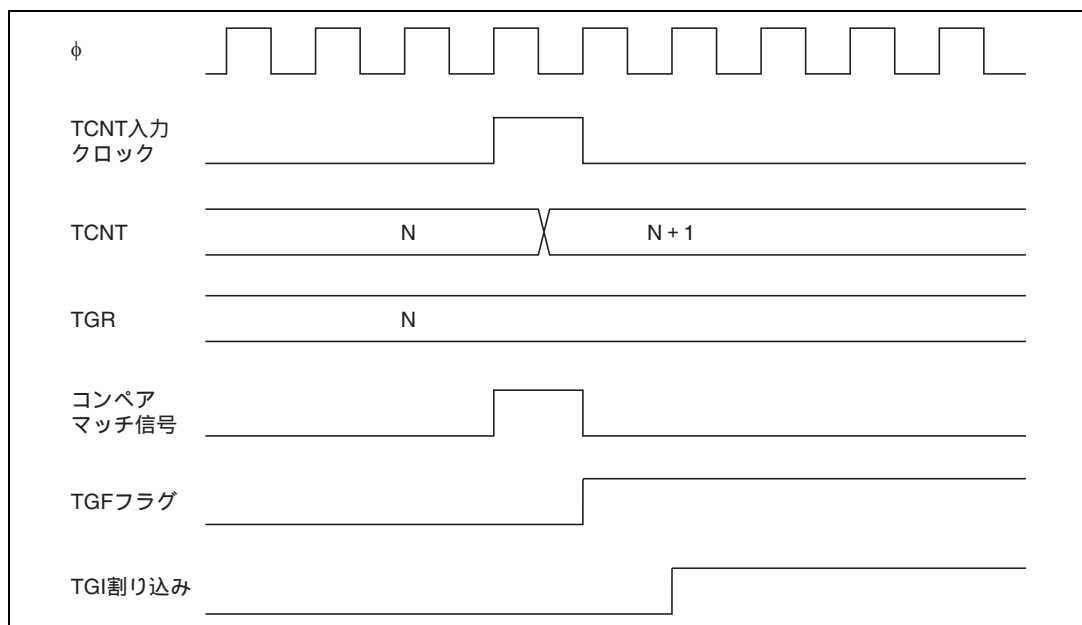 φ
TCNT入力
クロック
TCNT
N
N + 1
TGR
N
コンペア
マッチ信号
TGFフラグ
TGI割り込み